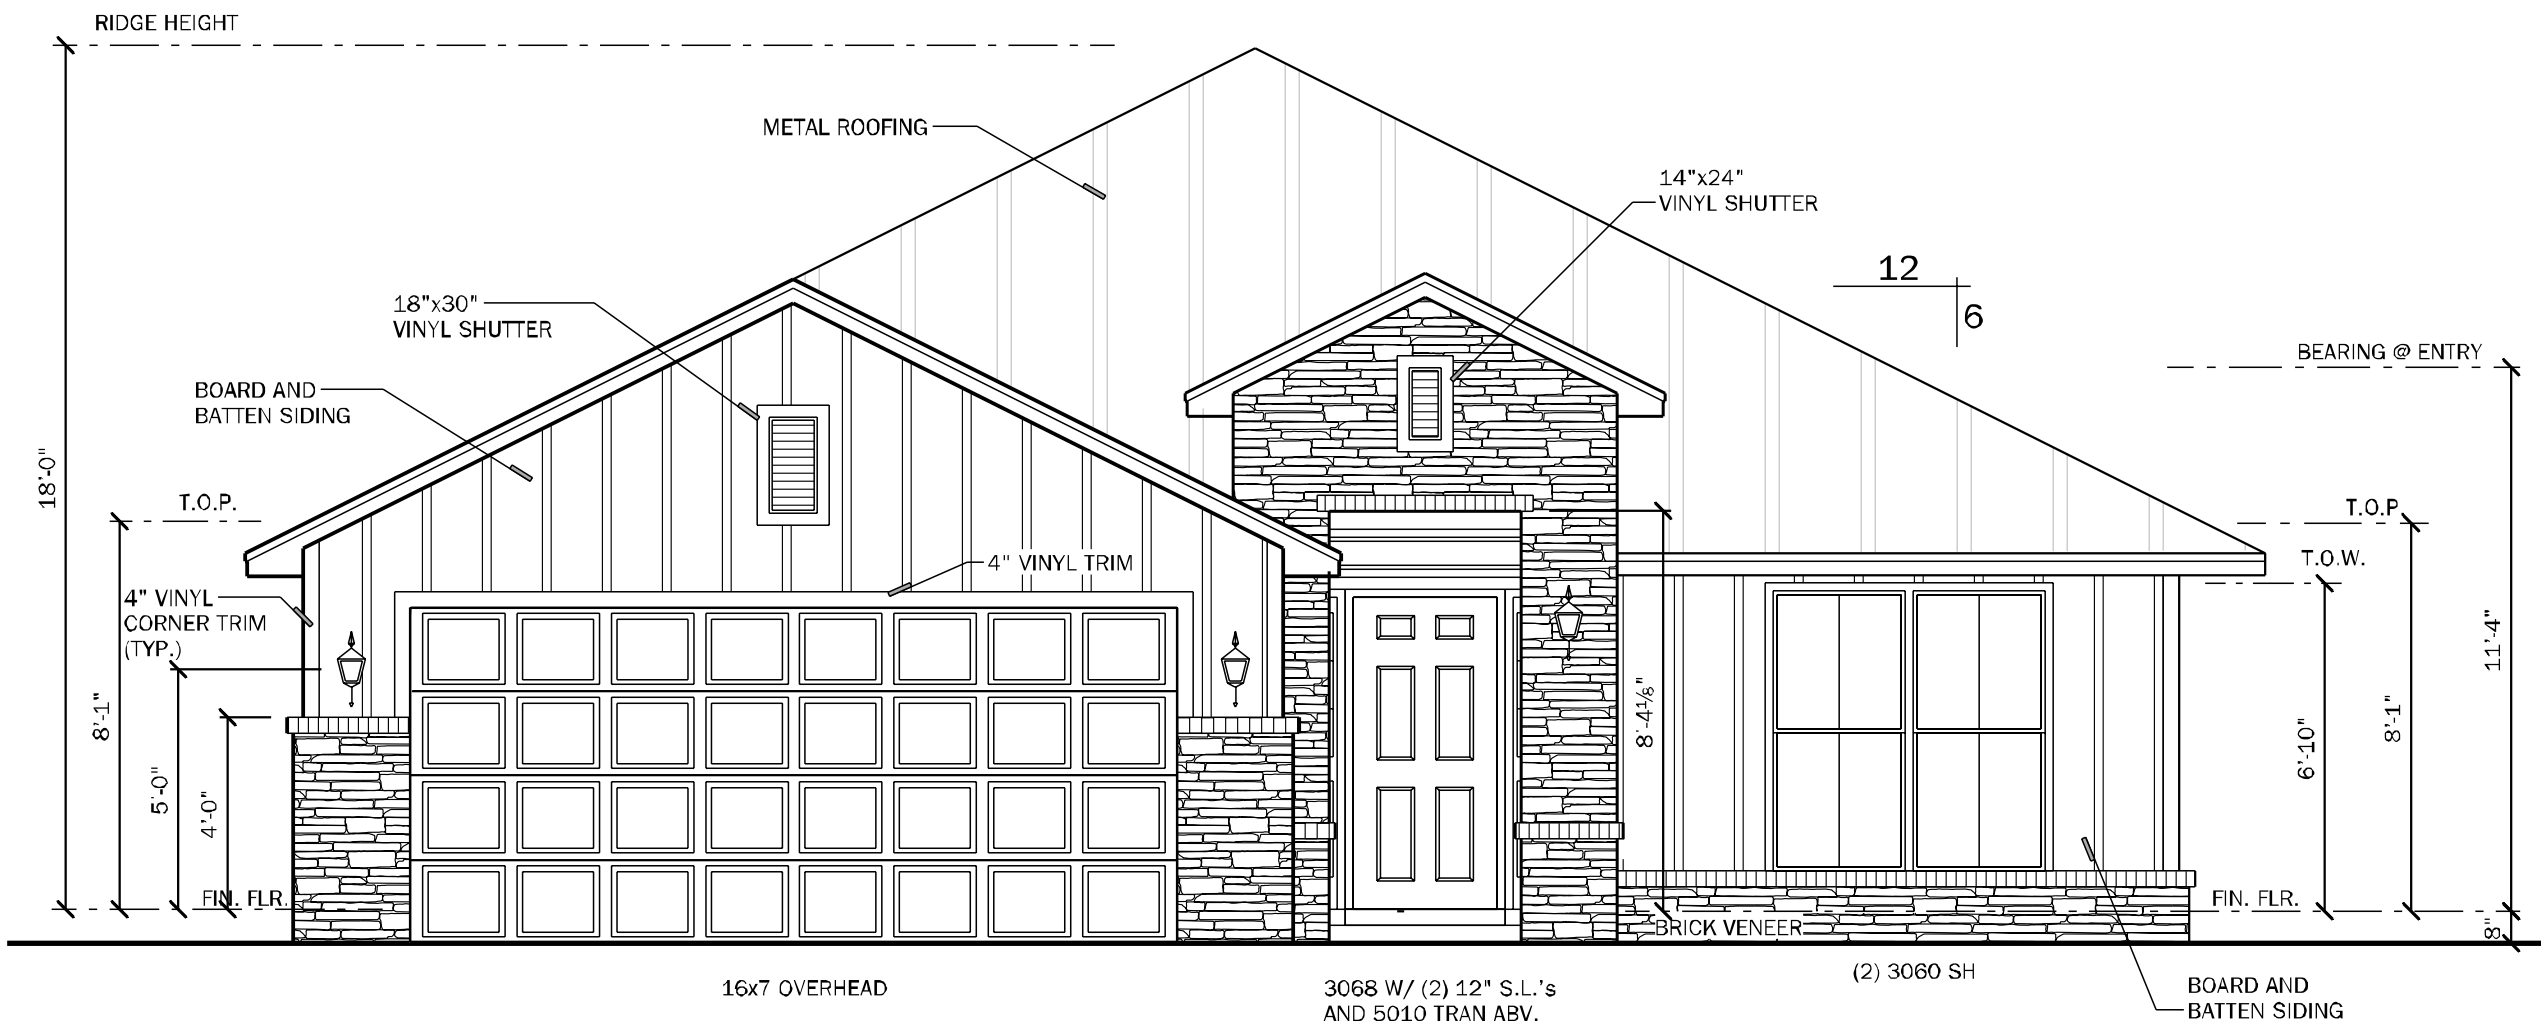 RIDGE HEIGHT
METAL ROOFING
14"x24"
VINYL SHUTTER
12
6
18"x30"
VINYL SHUTTER
BEARING @ ENTRY
BOARD AND
BATTEN SIDING
18'-0"
T.O.P.
T.O.P.
T.O.W.
4" VINYL TRIM
4" VINYL
CORNER TRIM
(TYP.)
8'-1"
5'-0"
4'-0"
8'-4⅛"
6'-10"
8'-1"
11'-4"
FIN. FLR.
FIN. FLR.
BRICK VENEER
8"
16x7 OVERHEAD
3068 W/ (2) 12" S.L.'s
AND 5010 TRAN ABV.
(2) 3060 SH
BOARD AND
BATTEN SIDING